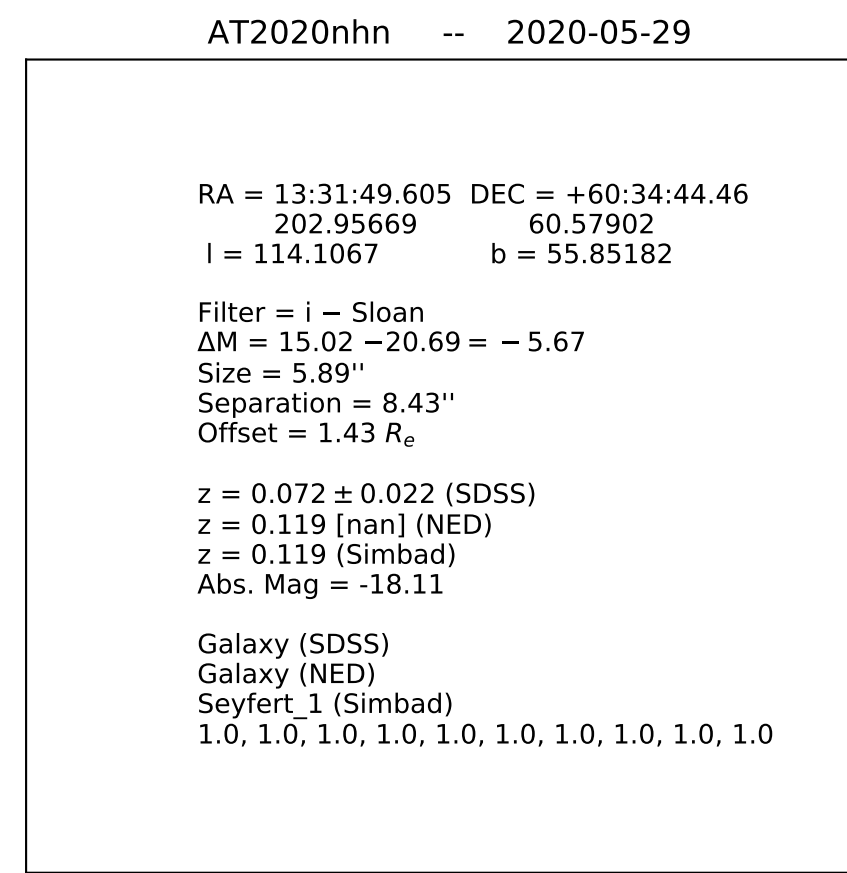 AT2020nhn -- 2020-05-29
RA = 13:31:49.605 DEC = +60:34:44.46
202.95669 60.57902
l = 114.1067 b = 55.85182
Filter = i − Sloan
ΔM = 15.02 −20.69 = − 5.67
Size = 5.89''
Separation = 8.43''
Offset = 1.43 Re
z = 0.072 ± 0.022 (SDSS)
z = 0.119 [nan] (NED)
z = 0.119 (Simbad)
Abs. Mag = -18.11
Galaxy (SDSS)
Galaxy (NED)
Seyfert_1 (Simbad)
1.0, 1.0, 1.0, 1.0, 1.0, 1.0, 1.0, 1.0, 1.0, 1.0